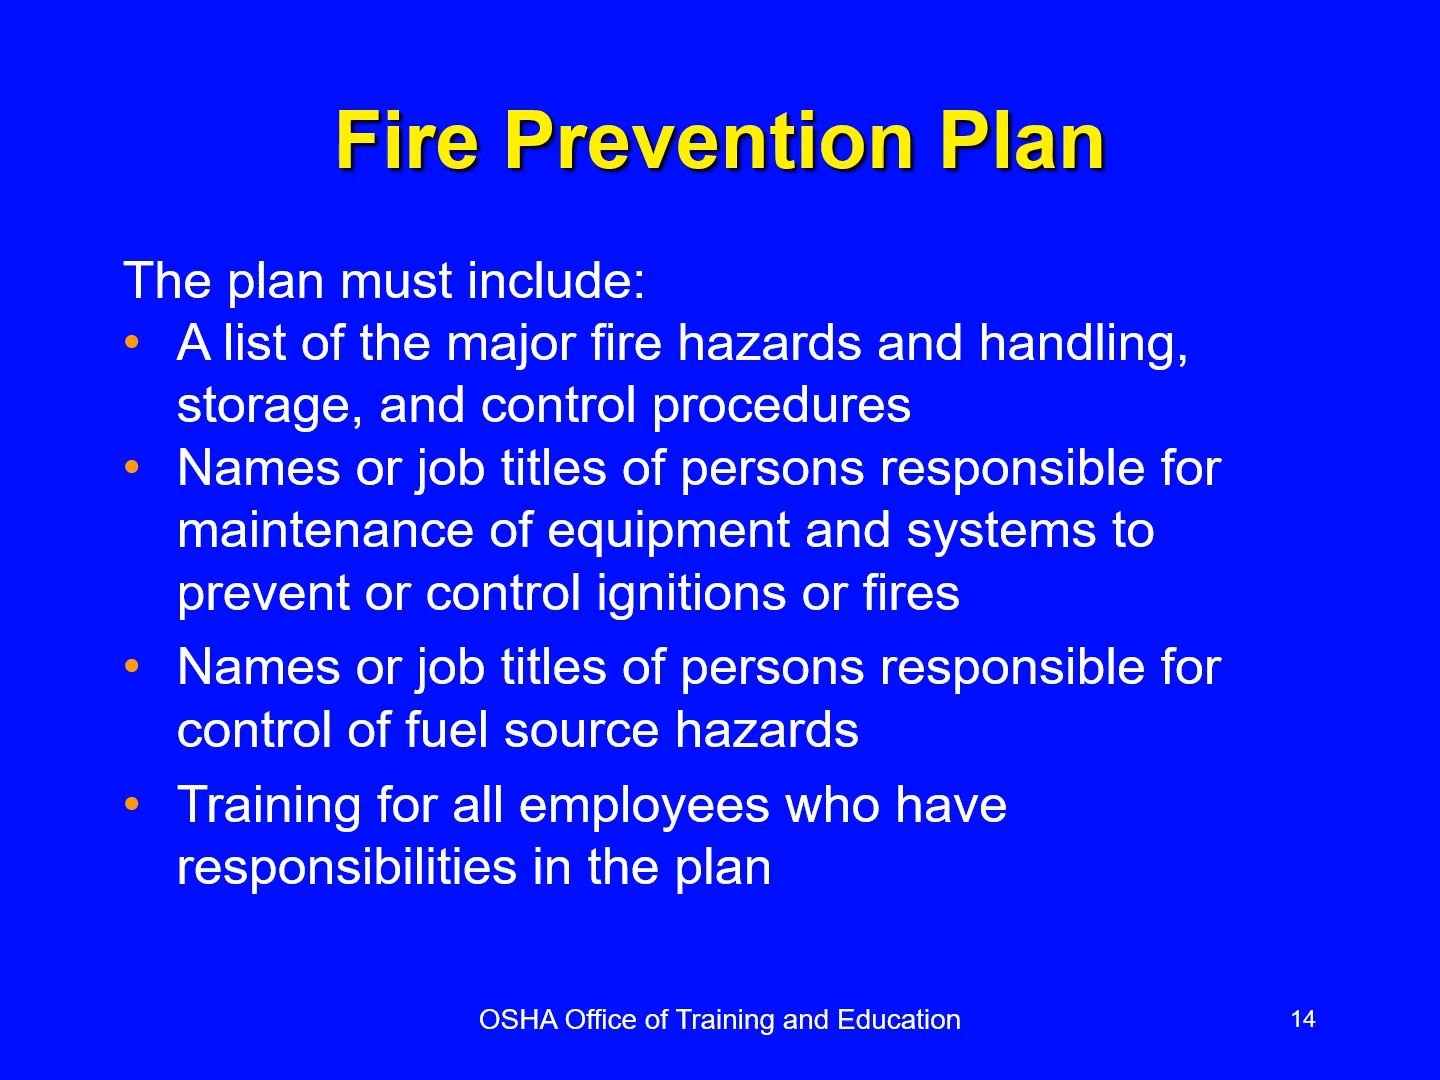 Fire Prevention Plan
The plan must include:
• A list of the major fire hazards and handling,
storage, and control procedures
• Names or job titles of persons responsible for
maintenance of equipment and systems to
prevent or control ignitions or fires
• Names or job titles of persons responsible for
control of fuel source hazards
• Training for all employees who have
responsibilities in the plan
OSHA Office of Training and Education
14